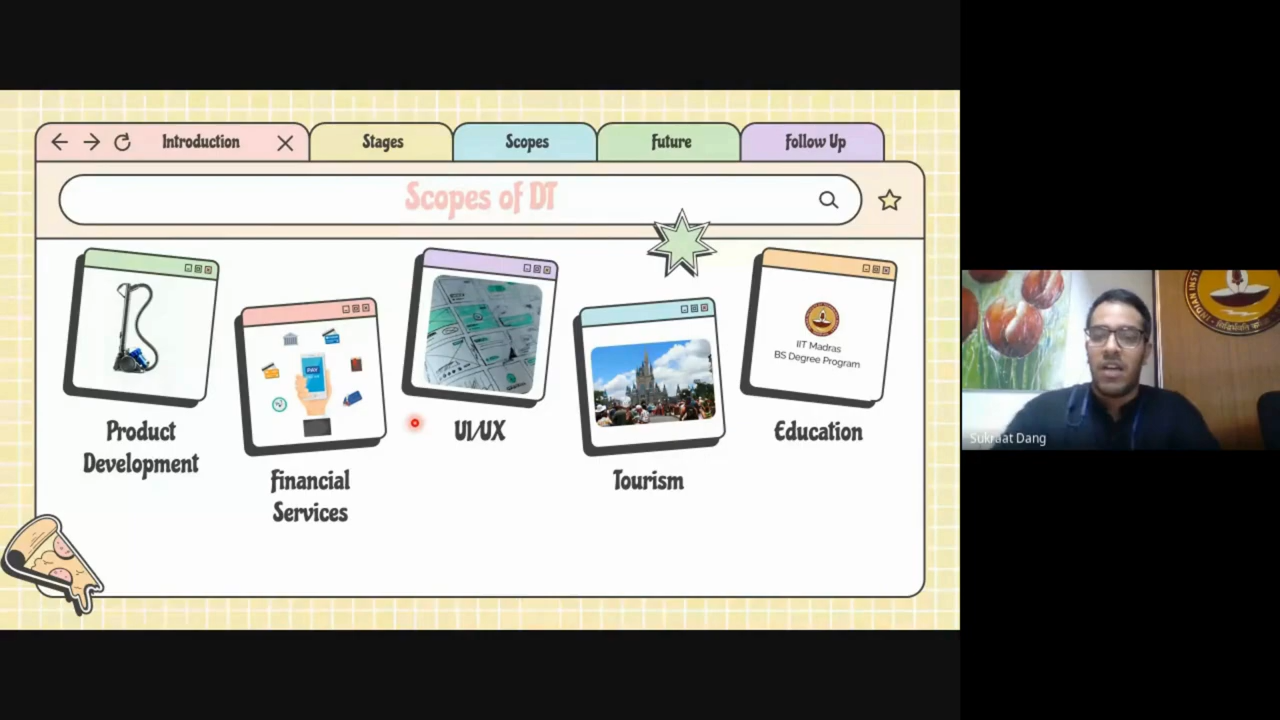 Introduction
Stages
Scopes
Future
Follow Up
Scopes of DT
PAY
IIT Madras
BS Degree Program
Product
Development
Financial
Services
UI/UX
Tourism
Education
Sukraat Dang